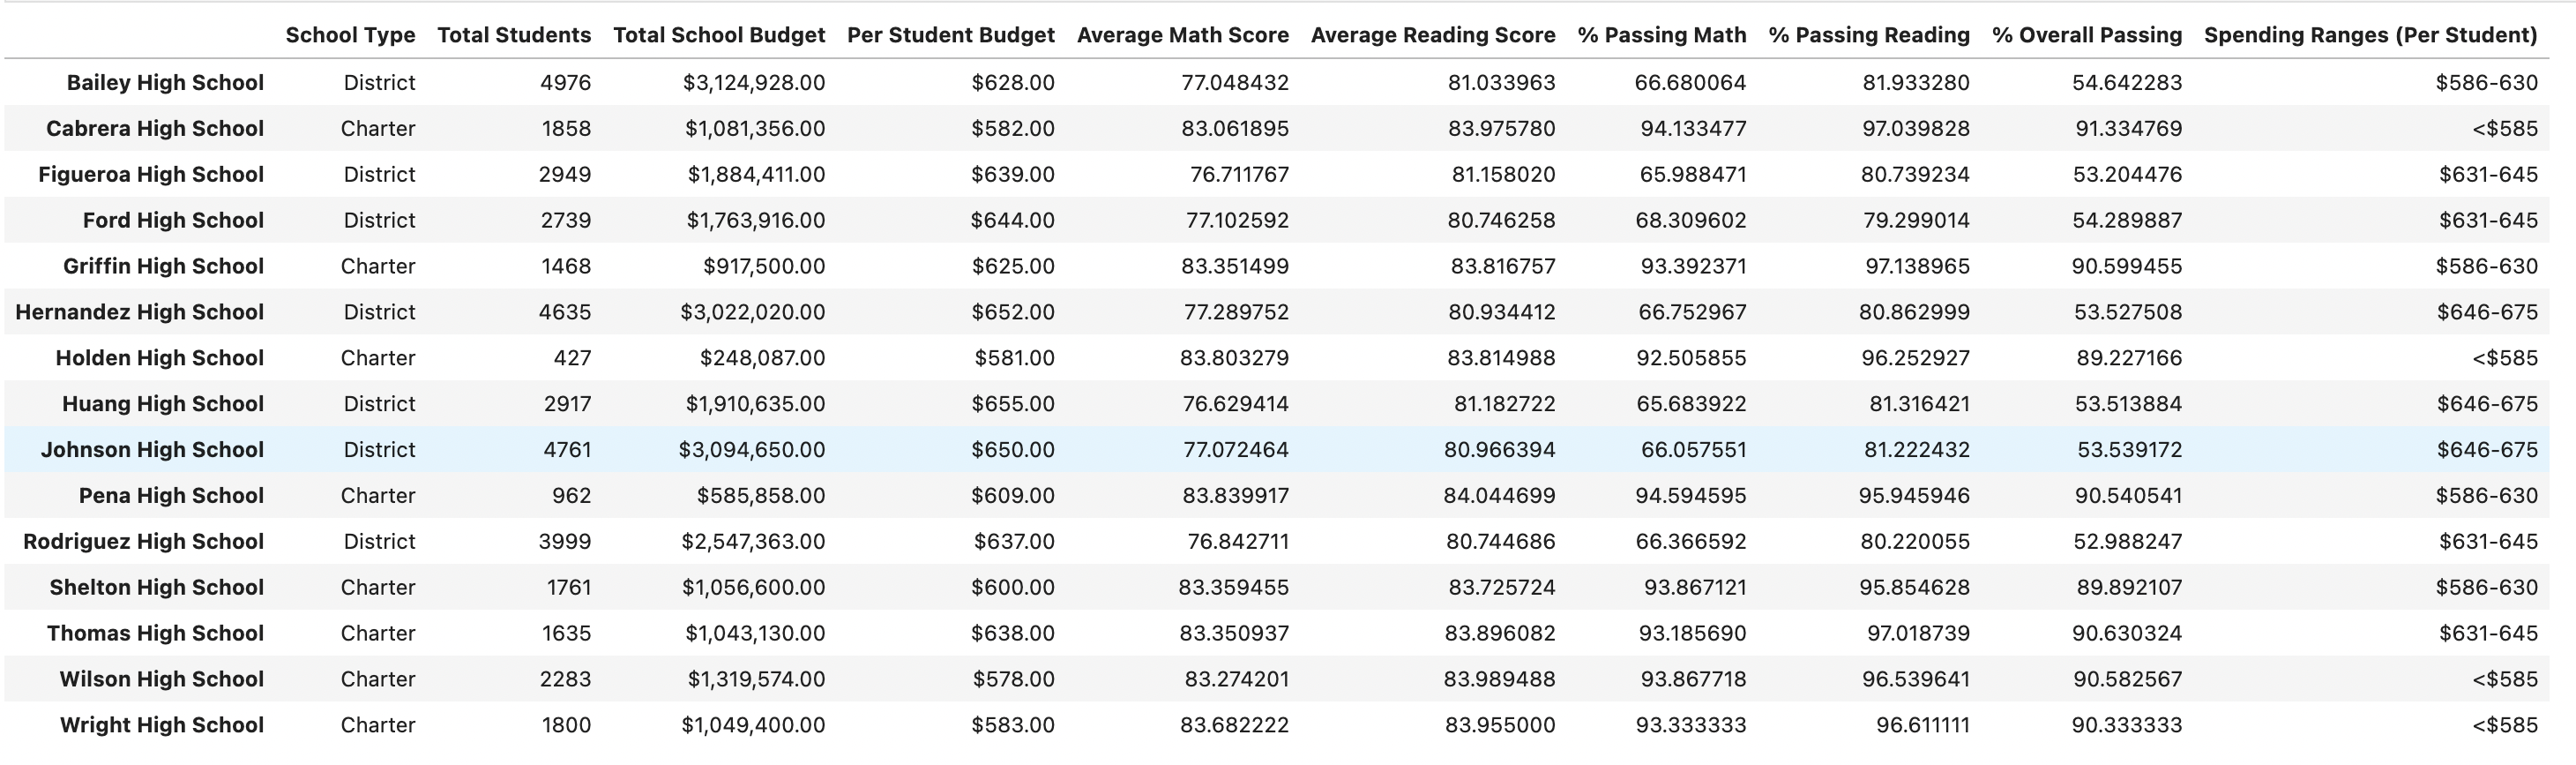 School Type Total Students Total School Budget Per Student Budget Average Math Score Average Reading Score % Passing Math % Passing Reading % Overall Passing Spending Ranges (Per Student)
Bailey High School District 4976 $3,124,928.00 $628.00 77.048432 81.033963 66.680064 81.933280 54.642283 $586-630
Cabrera High School Charter 1858 $1,081,356.00 $582.00 83.061895 83.975780 94.133477 97.039828 91.334769 <$585
Figueroa High School District 2949 $1,884,411.00 $639.00 76.711767 81.158020 65.988471 80.739234 53.204476 $631-645
Ford High School District 2739 $1,763,916.00 $644.00 77.102592 80.746258 68.309602 79.299014 54.289887 $631-645
Griffin High School Charter 1468 $917,500.00 $625.00 83.351499 83.816757 93.392371 97.138965 90.599455 $586-630
Hernandez High School District 4635 $3,022,020.00 $652.00 77.289752 80.934412 66.752967 80.862999 53.527508 $646-675
Holden High School Charter 427 $248,087.00 $581.00 83.803279 83.814988 92.505855 96.252927 89.227166 <$585
Huang High School District 2917 $1,910,635.00 $655.00 76.629414 81.182722 65.683922 81.316421 53.513884 $646-675
Johnson High School District 4761 $3,094,650.00 $650.00 77.072464 80.966394 66.057551 81.222432 53.539172 $646-675
Pena High School Charter 962 $585,858.00 $609.00 83.839917 84.044699 94.594595 95.945946 90.540541 $586-630
Rodriguez High School District 3999 $2,547,363.00 $637.00 76.842711 80.744686 66.366592 80.220055 52.988247 $631-645
Shelton High School Charter 1761 $1,056,600.00 $600.00 83.359455 83.725724 93.867121 95.854628 89.892107 $586-630
Thomas High School Charter 1635 $1,043,130.00 $638.00 83.350937 83.896082 93.185690 97.018739 90.630324 $631-645
Wilson High School Charter 2283 $1,319,574.00 $578.00 83.274201 83.989488 93.867718 96.539641 90.582567 <$585
Wright High School Charter 1800 $1,049,400.00 $583.00 83.682222 83.955000 93.333333 96.611111 90.333333 <$585